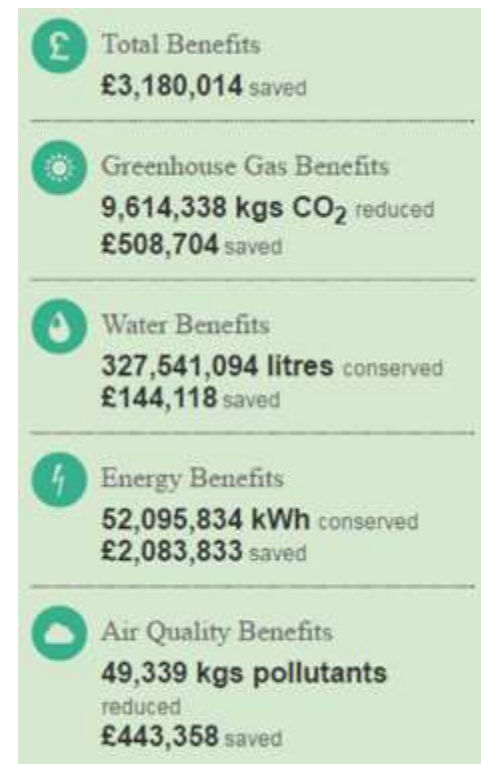 £ Total Benefits
£3,180,014 saved
Greenhouse Gas Benefits
9,614,338 kgs CO₂ reduced
£508,704 saved
Water Benefits
327,541,094 litres conserved
£144,118 saved
Energy Benefits
52,095,834 kWh conserved
£2,083,833 saved
Air Quality Benefits
49,339 kgs pollutants
reduced
£443,358 saved